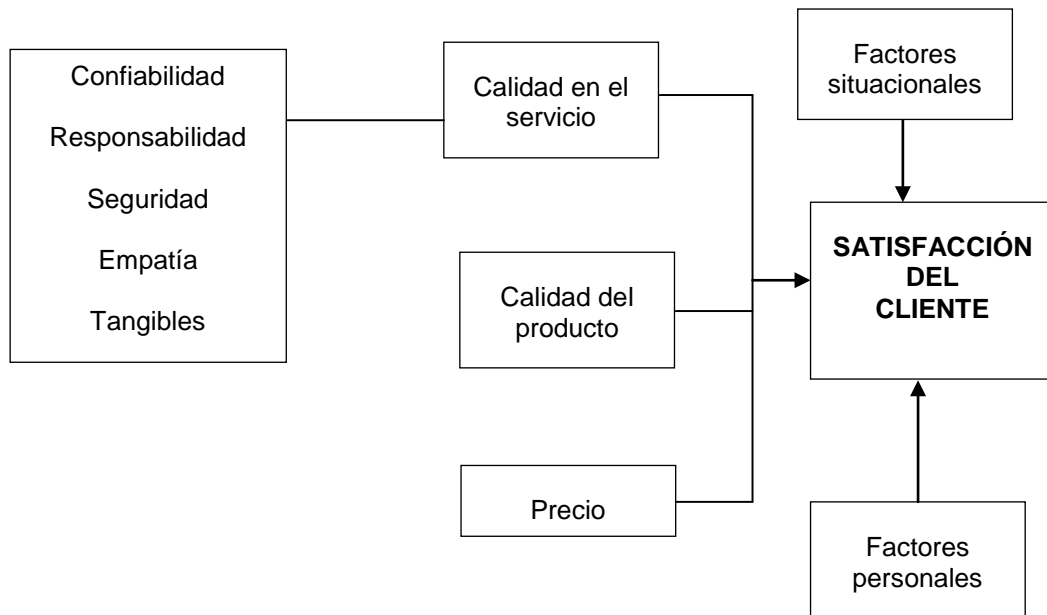 Confiabilidad
Responsabilidad
Seguridad
Empatía
Tangibles
Calidad en el
servicio
Calidad del
producto
Precio
Factores
situacionales
SATISFACCIÓN
DEL
CLIENTE
Factores
personales